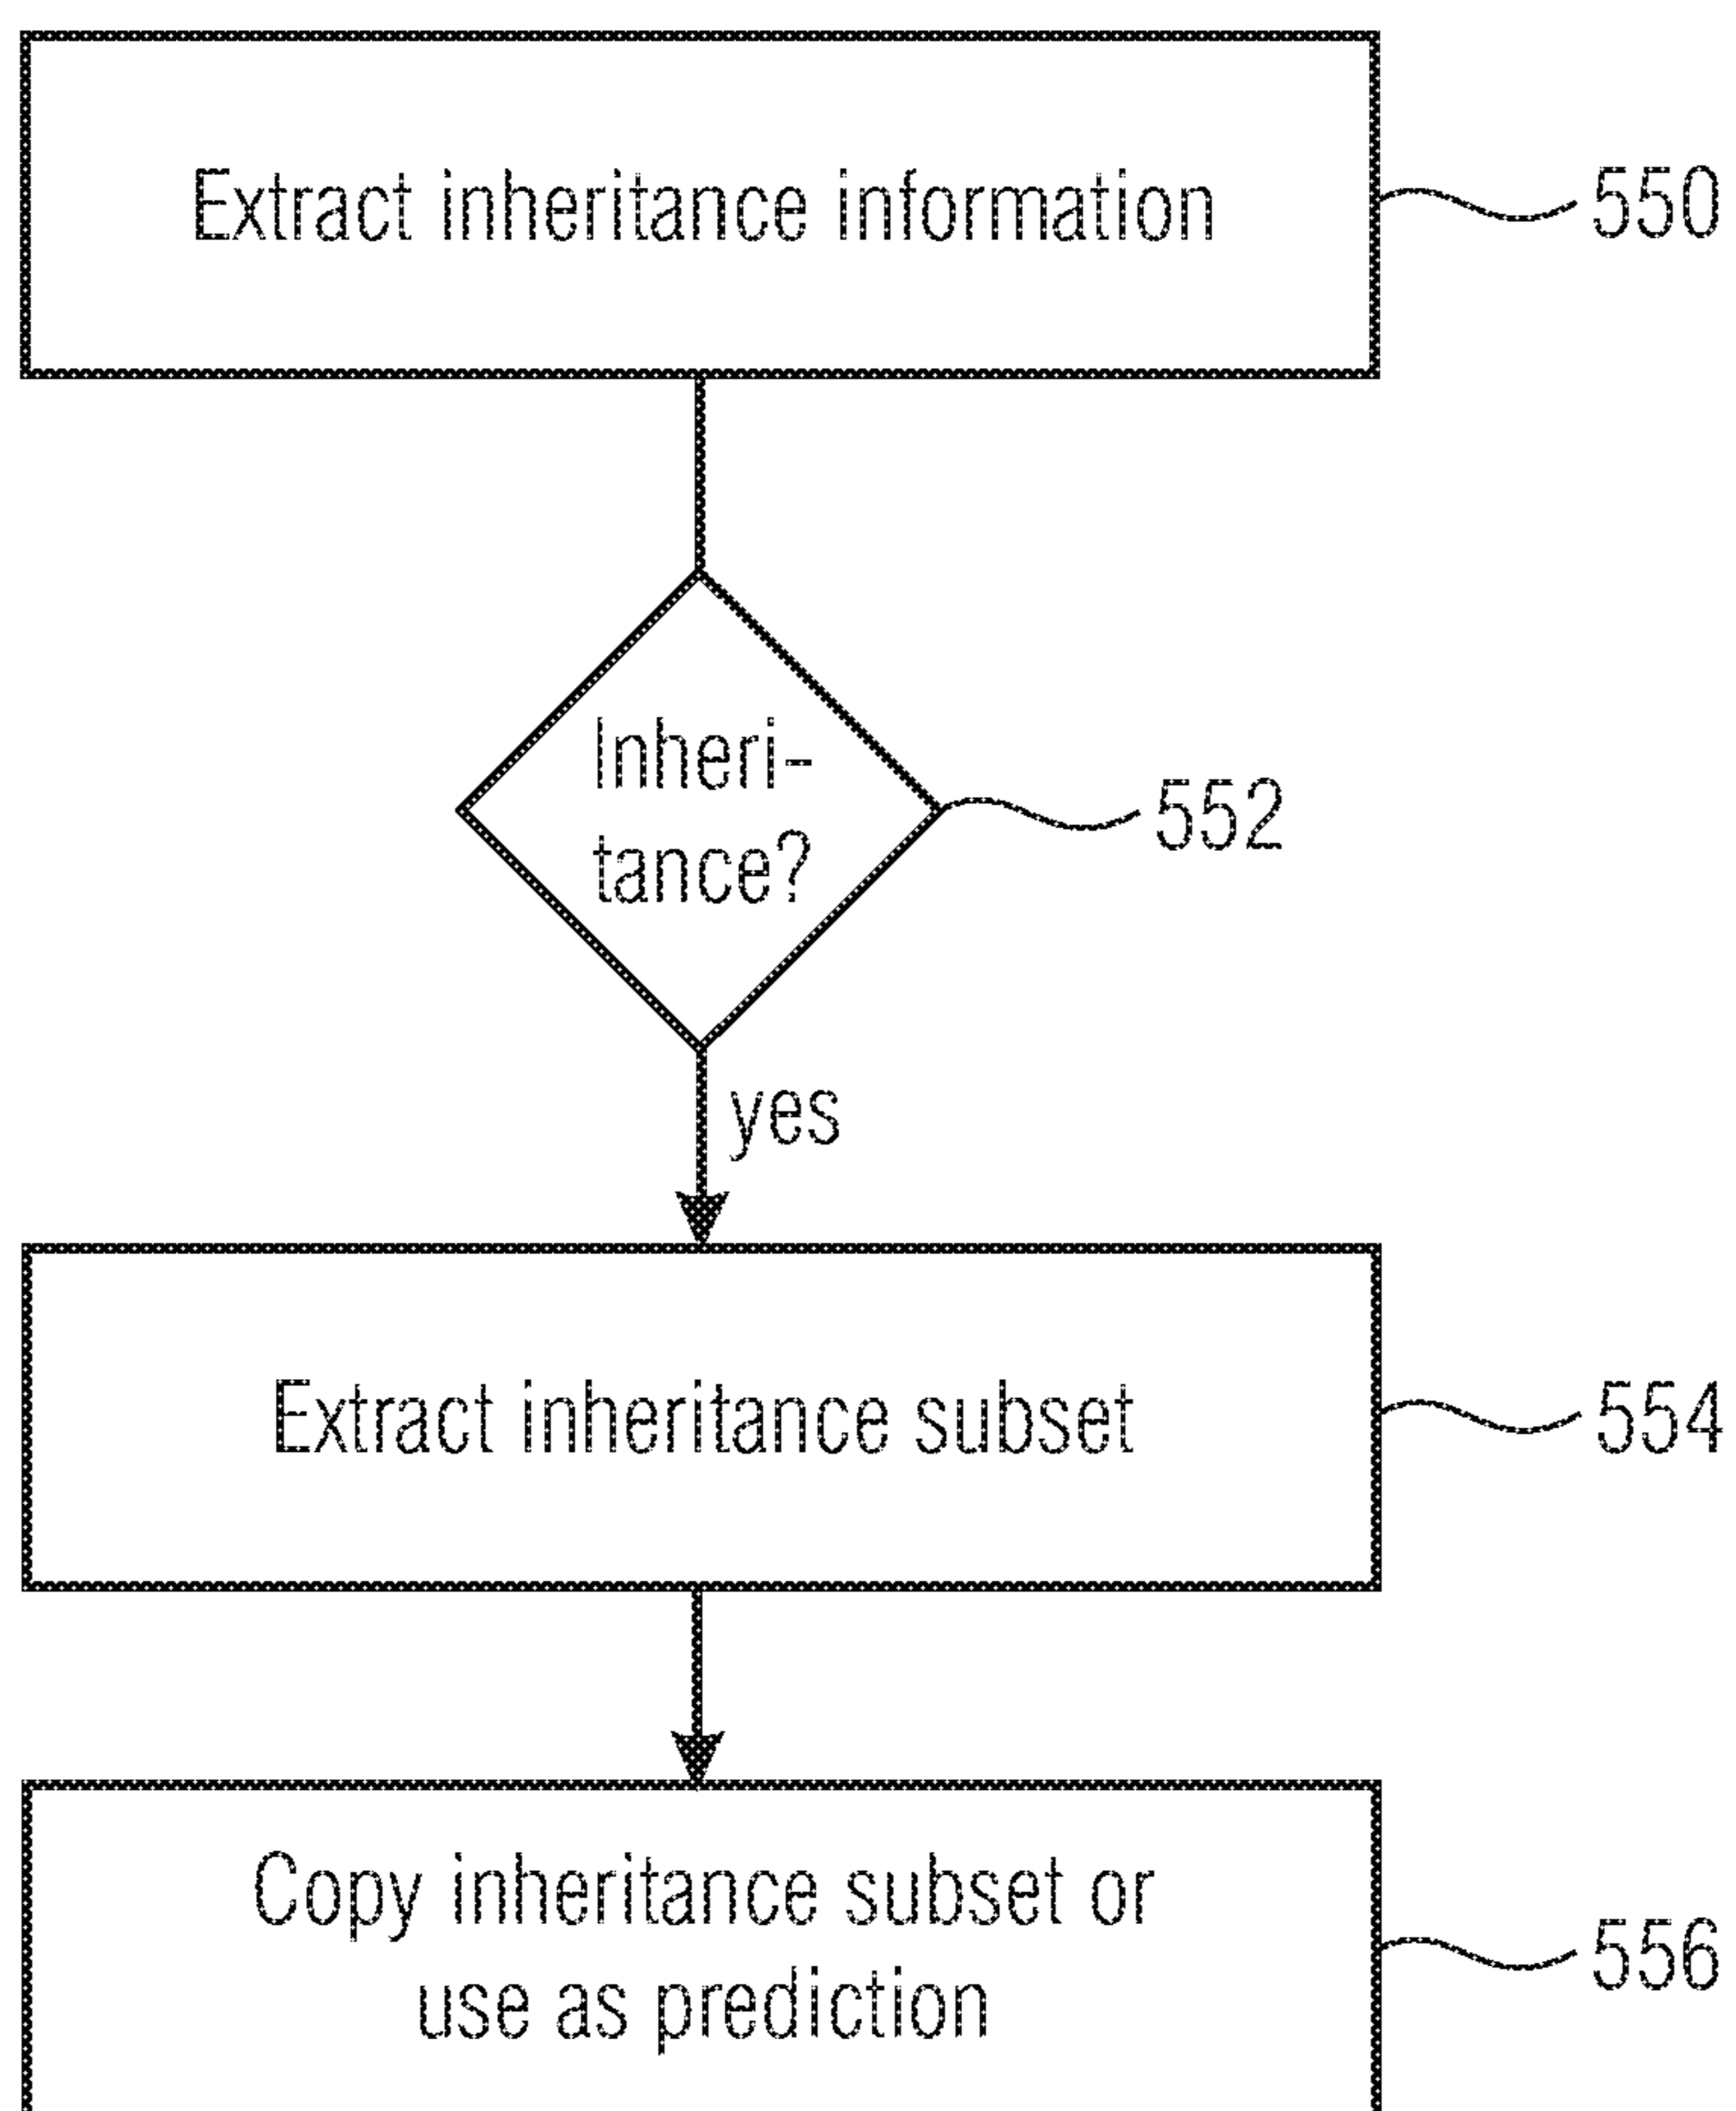 Extract inheritance information
550
Inheri-
tance?
552
yes
Extract inheritance subset
554
Copy inheritance subset or
use as prediction
556